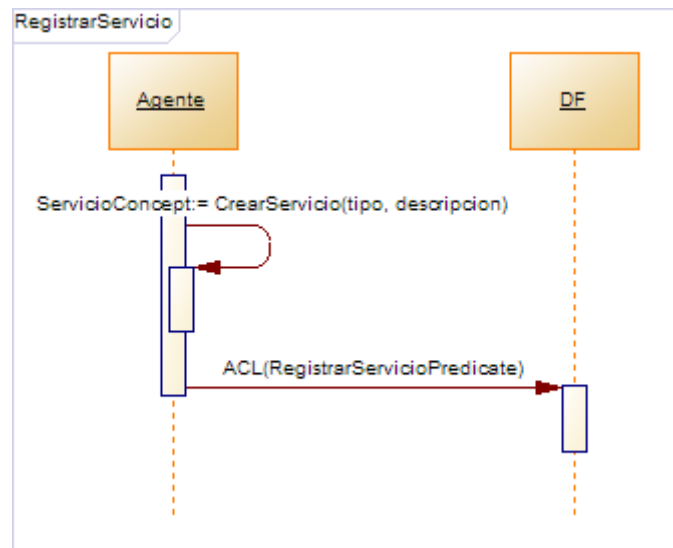 RegistrarServicio
Agente
DF
ServicioConcept:= CrearServicio(tipo, descripcion)
ACL(RegistrarServicioPredicate)